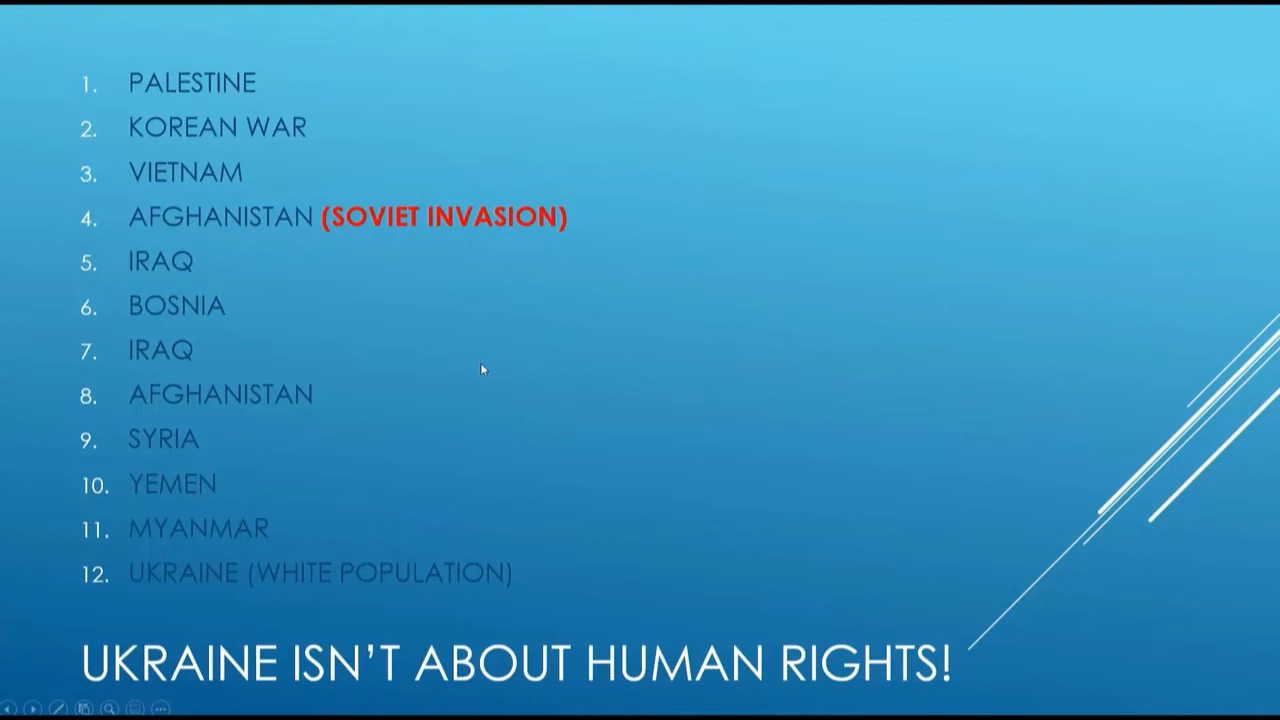 1. PALESTINE
2. KOREAN WAR
3. VIETNAM
4. AFGHANISTAN (SOVIET INVASION)
5. IRAQ
6. BOSNIA
7. IRAQ
8. AFGHANISTAN
9. SYRIA
10. YEMEN
11. MYANMAR
12. UKRAINE (WHITE POPULATION)
UKRAINE ISN’T ABOUT HUMAN RIGHTS!